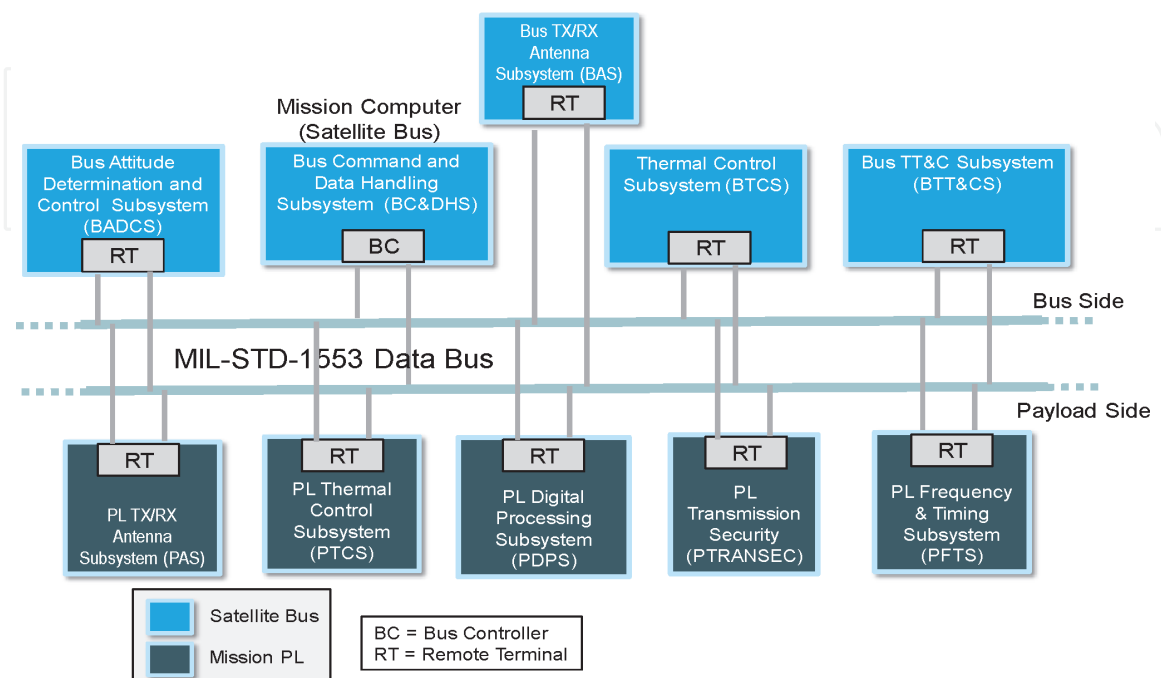 Bus TX/RX
Antenna
Subsystem (BAS)
RT
Mission Computer
(Satellite Bus)
Bus Attitude
Determination and
Control Subsystem
(BADCS)
RT
Bus Command and
Data Handling
Subsystem (BC&DHS)
BC
Thermal Control
Subsystem (BTCS)
RT
Bus TT&C Subsystem
(BTT&CS)
RT
Bus Side
MIL-STD-1553 Data Bus
Payload Side
RT
PL TX/RX
Antenna
Subsystem (PAS)
RT
PL Thermal
Control
Subsystem
(PTCS)
RT
PL Digital
Processing
Subsystem
(PDPS)
RT
PL
Transmission
Security
(PTRANSEC)
RT
PL Frequency
& Timing
Subsystem
(PFTS)
Satellite Bus
Mission PL
BC = Bus Controller
RT = Remote Terminal